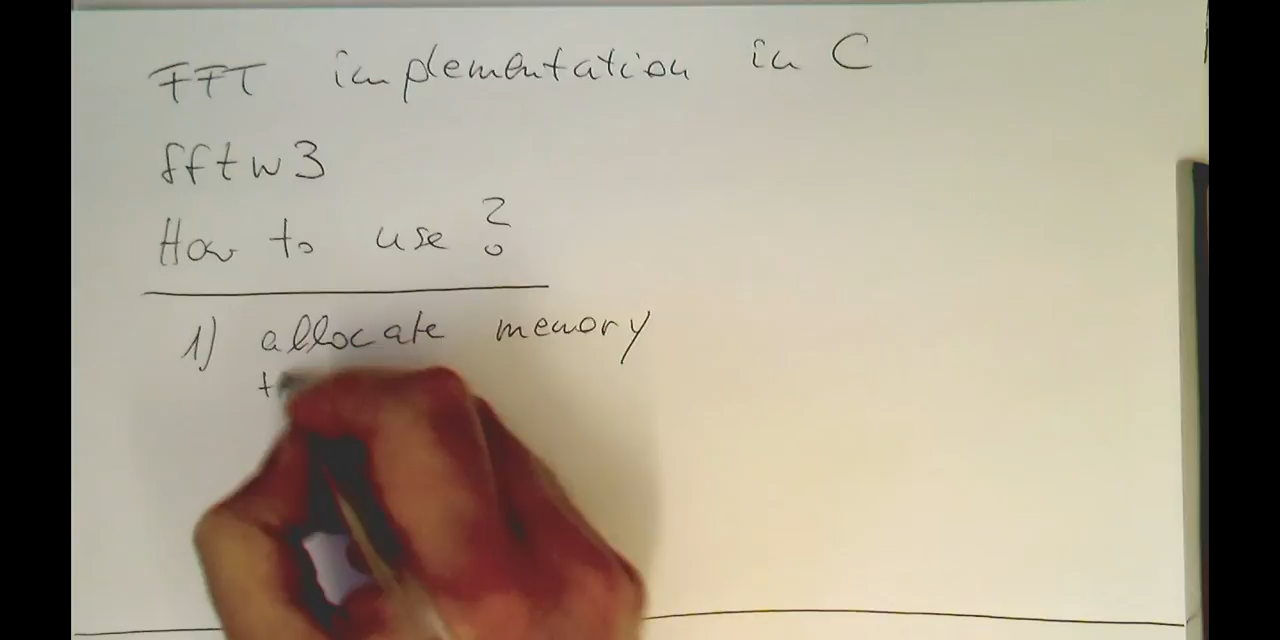 FFT implementation in C
fftw3
How to use ?
1) allocate memory